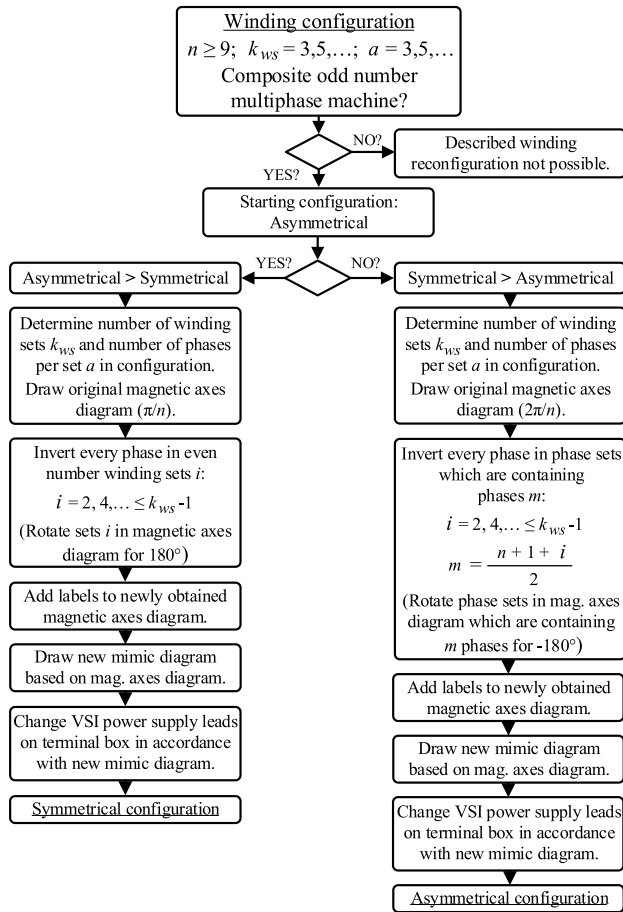 Winding configuration
n ≥ 9; k_ws = 3,5,…; a = 3,5,…
Composite odd number
multiphase machine?
NO?
Described winding
reconfiguration not possible.
YES?
Starting configuration:
Asymmetrical
YES?
NO?
Asymmetrical > Symmetrical
Determine number of winding
sets k_ws and number of phases
per set a in configuration.
Draw original magnetic axes
diagram (π/n).
Invert every phase in even
number winding sets i:
i = 2, 4,… ≤ k_ws -1
(Rotate sets i in magnetic axes
diagram for 180°)
Add labels to newly obtained
magnetic axes diagram.
Draw new mimic diagram
based on mag. axes diagram.
Change VSI power supply leads
on terminal box in accordance
with new mimic diagram.
Symmetrical configuration
Symmetrical > Asymmetrical
Determine number of winding
sets k_ws and number of phases
per set a in configuration.
Draw original magnetic axes
diagram (2π/n).
Invert every phase in phase sets
which are containing
phases m:
i = 2, 4,… ≤ k_ws -1
m = (n + 1 + i) / 2
(Rotate phase sets in mag. axes
diagram which are containing
m phases for -180°)
Add labels to newly obtained
magnetic axes diagram.
Draw new mimic diagram
based on mag. axes diagram.
Change VSI power supply leads
on terminal box in accordance
with new mimic diagram.
Asymmetrical configuration